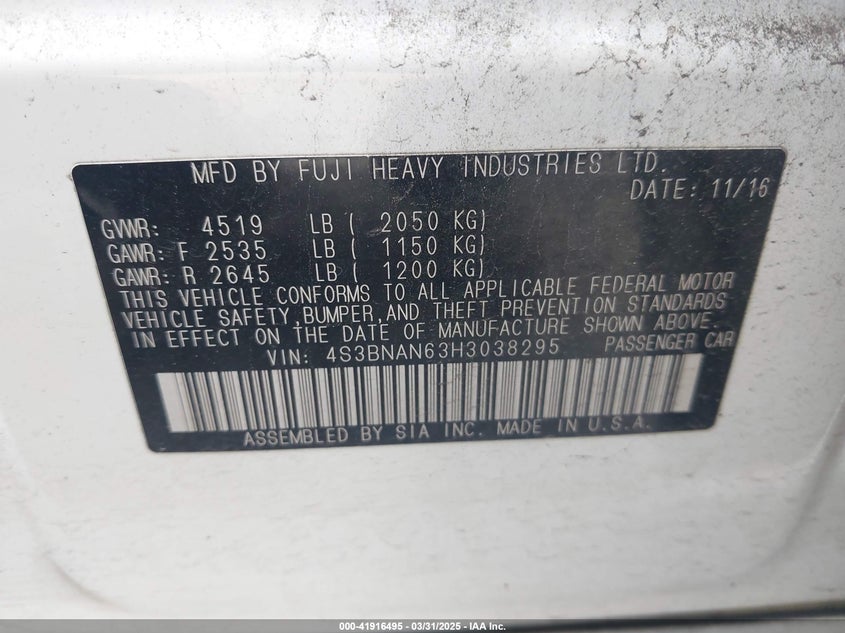 MFD BY FUJI HEAVY INDUSTRIES LTD.
DATE: 11/16
GVWR: 4519 LB ( 2050 KG)
GAWR: F 2535 LB ( 1150 KG)
GAWR: R 2645 LB ( 1200 KG)
THIS VEHICLE CONFORMS TO ALL APPLICABLE FEDERAL MOTOR
VEHICLE SAFETY, BUMPER, AND THEFT PREVENTION STANDARDS
IN EFFECT ON THE DATE OF MANUFACTURE SHOWN ABOVE.
VIN: 4S3BNAN63H3038295 PASSENGER CAR
ASSEMBLED BY SIA INC. MADE IN U.S.A.
000-41916495 - 03/31/2025 - IAA Inc.